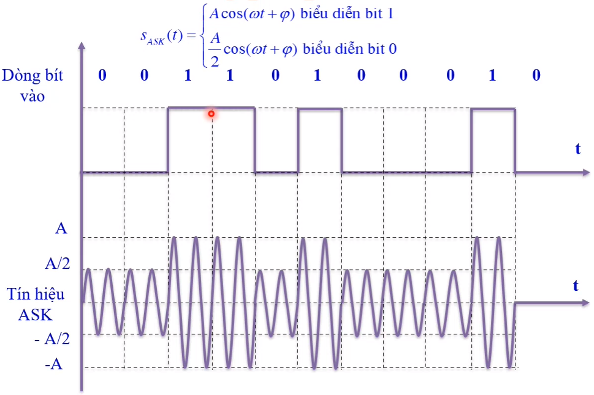 s_ASK(t) = { A cos(ωt + φ) biểu diễn bit 1
A/2 cos(ωt + φ) biểu diễn bit 0
Dòng bít vào
0 0 1 1 0 1 0 0 0 1 0
t
A
A/2
Tín hiệu ASK
t
- A/2
-A